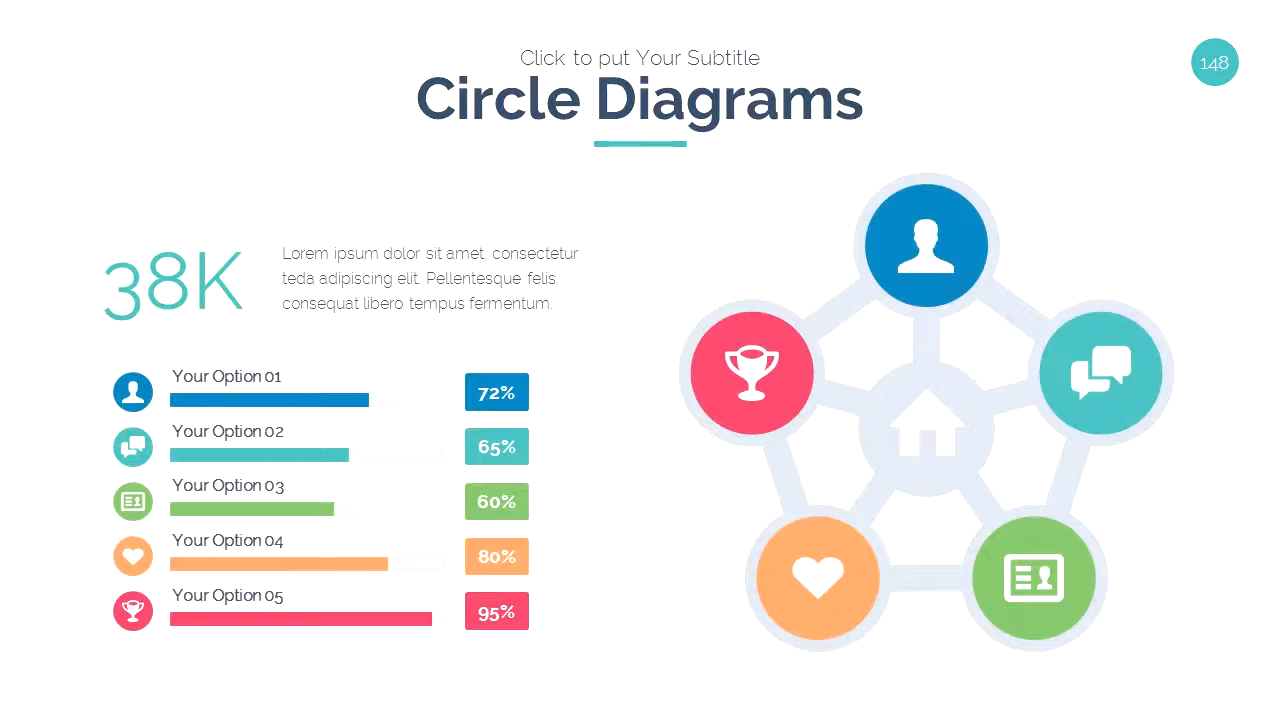 Click to put Your Subtitle
Circle Diagrams
148
38K
Lorem ipsum dolor sit amet, consectetur
teda adipiscing elit. Pellentesque felis
consequat libero tempus fermentum.
Your Option 01
72%
Your Option 02
65%
Your Option 03
60%
Your Option 04
80%
Your Option 05
95%